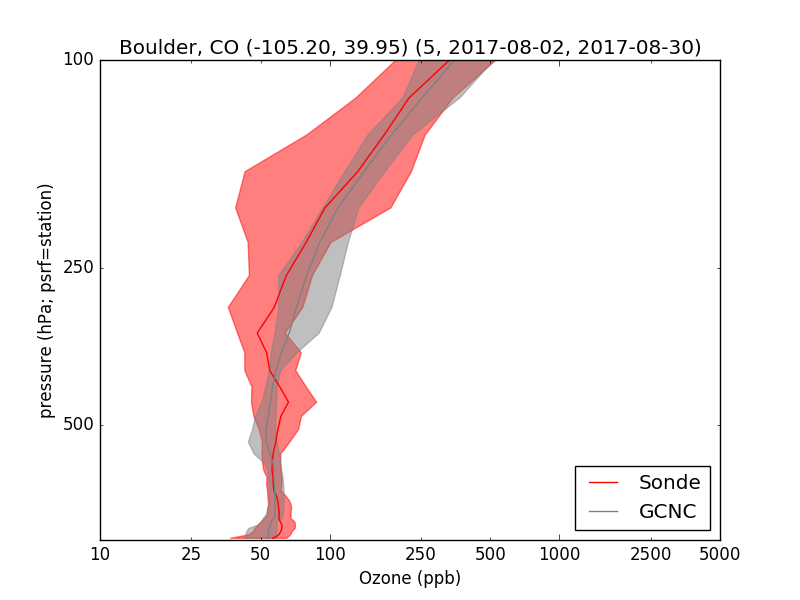 Boulder, CO (-105.20, 39.95) (5, 2017-08-02, 2017-08-30)
100
250
500
pressure (hPa; psrf=station)
Sonde
GCNC
10 25 50 100 250 500 1000 2500 5000
Ozone (ppb)